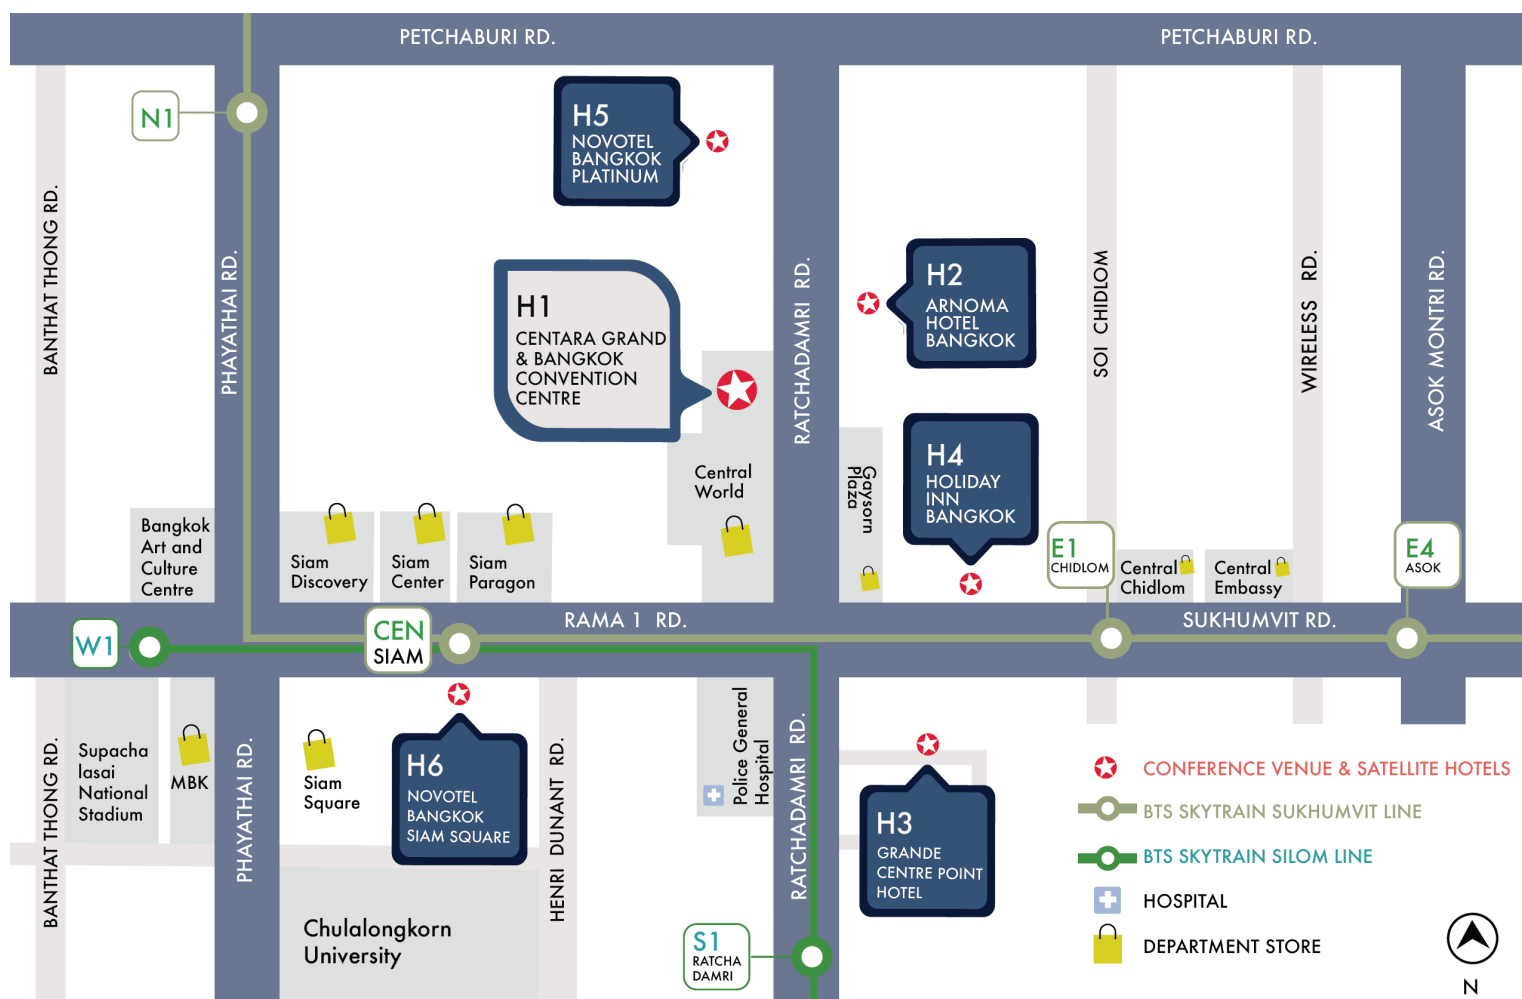 PETCHABURI RD.
PETCHABURI RD.
N1
H5
NOVOTEL
BANGKOK
PLATINUM
BANTHAT THONG RD.
PHAYATHAI RD.
H1
CENTARA GRAND
& BANGKOK
CONVENTION
CENTRE
RATCHADAMRI RD.
H2
ARNOMA
HOTEL
BANGKOK
SOI CHIDLOM
WIRELESS RD.
ASOK MONTRI RD.
H4
HOLIDAY
INN
BANGKOK
Central
World
Gaysorn
Plaza
Bangkok
Art and
Culture
Centre
Siam
Discovery
Siam
Center
Siam
Paragon
E1
CHIDLOM
Central
Chidlom
Central
Embassy
E4
ASOK
RAMA 1 RD.
SUKHUMVIT RD.
W1
CEN
SIAM
Supacha
lasai
National
Stadium
MBK
Siam
Square
H6
NOVOTEL
BANGKOK
SIAM SQUARE
BANTHAT THONG RD.
PHAYATHAI RD.
HENRI DUNANT RD.
Police General
Hospital
RATCHADAMRI RD.
H3
GRANDE
CENTRE POINT
HOTEL
Chulalongkorn
University
S1
RATCHA
DAMRI
CONFERENCE VENUE & SATELLITE HOTELS
BTS SKYTRAIN SUKHUMVIT LINE
BTS SKYTRAIN SILOM LINE
HOSPITAL
DEPARTMENT STORE
N